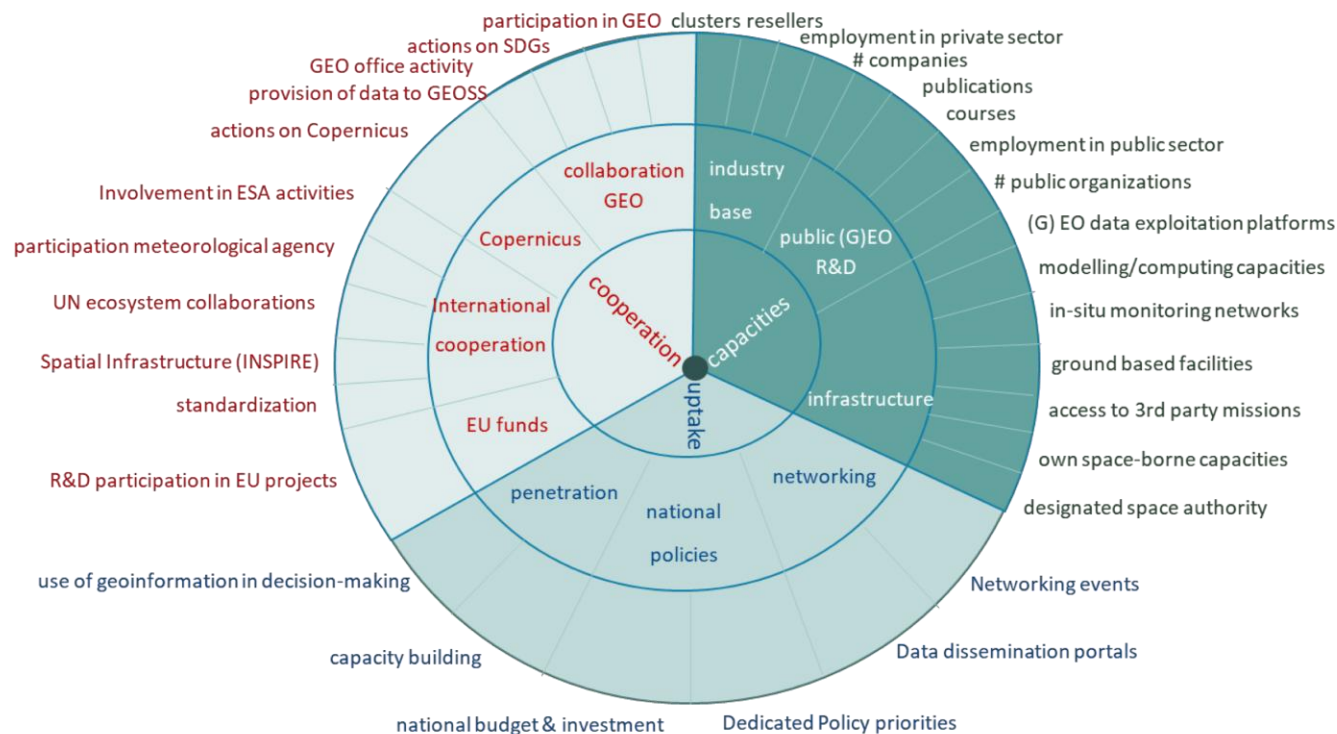 participation in GEO
clusters resellers
actions on SDGs
employment in private sector
GEO office activity
# companies
provision of data to GEOSS
publications
actions on Copernicus
courses
employment in public sector
Involvement in ESA activities
# public organizations
participation meteorological agency
(G) EO data exploitation platforms
UN ecosystem collaborations
modelling/computing capacities
in-situ monitoring networks
Spatial Infrastructure (INSPIRE)
ground based facilities
standardization
access to 3rd party missions
R&D participation in EU projects
own space-borne capacities
designated space authority
use of geoinformation in decision-making
Networking events
capacity building
Data dissemination portals
national budget & investment
Dedicated Policy priorities
collaboration
GEO
industry
base
Copernicus
public (G)EO
R&D
International
cooperation
infrastructure
EU funds
penetration
national
policies
networking
cooperation
capacities
uptake